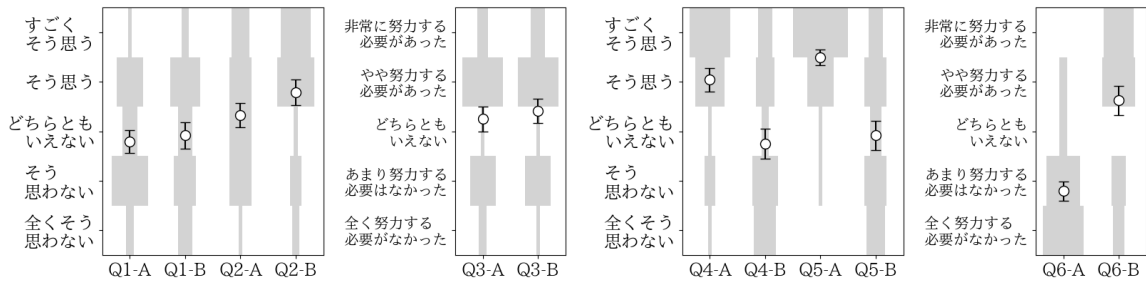 すごく
そう思う
そう思う
どちらとも
いえない
そう
思わない
全くそう
思わない
Q1-A Q1-B Q2-A Q2-B
非常に努力する
必要があった
やや努力する
必要があった
どちらとも
いえない
あまり努力する
必要はなかった
全く努力する
必要がなかった
Q3-A Q3-B
すごく
そう思う
そう思う
どちらとも
いえない
そう
思わない
全くそう
思わない
Q4-A Q4-B Q5-A Q5-B
非常に努力する
必要があった
やや努力する
必要があった
どちらとも
いえない
あまり努力する
必要はなかった
全く努力する
必要がなかった
Q6-A Q6-B